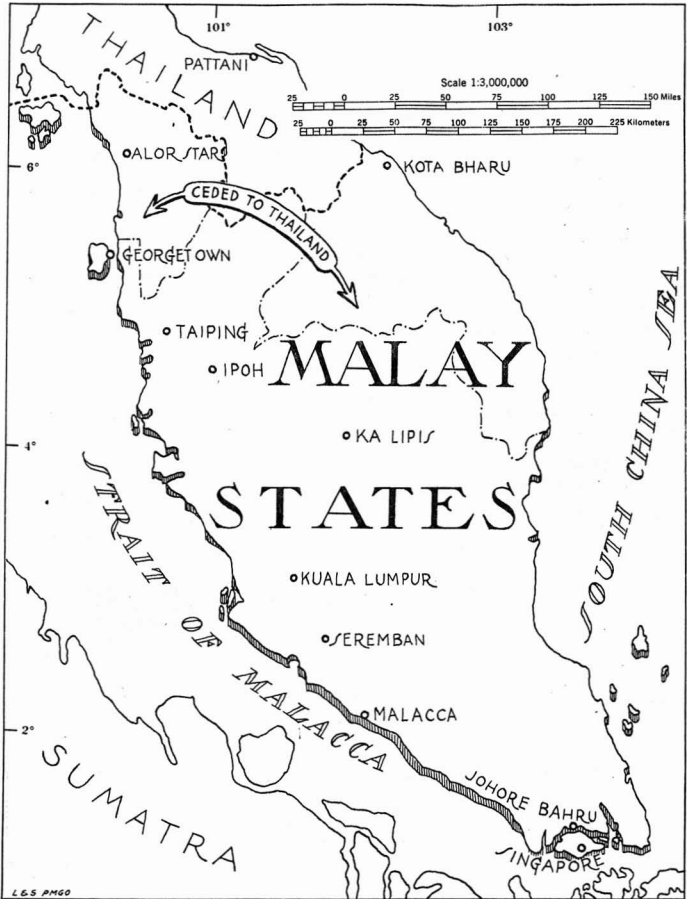 101°
103°
THAILAND
PATTANI
Scale 1:3,000,000
25 0 25 50 75 100 125 150 Miles
25 0 25 50 75 100 125 150 175 200 225 Kilometers
6°
ALOR STAR
KOTA BHARU
CEDED TO THAILAND
GEORGETOWN
TAIPING
IPOH
MALAY
KA LIPIS
4°
STATES
SOUTH CHINA SEA
STRAIT OF MALACCA
KUALA LUMPUR
SEREMBAN
MALACCA
2°
SUMATRA
JOHORE BAHRU
SINGAPORE
L&S PMGO